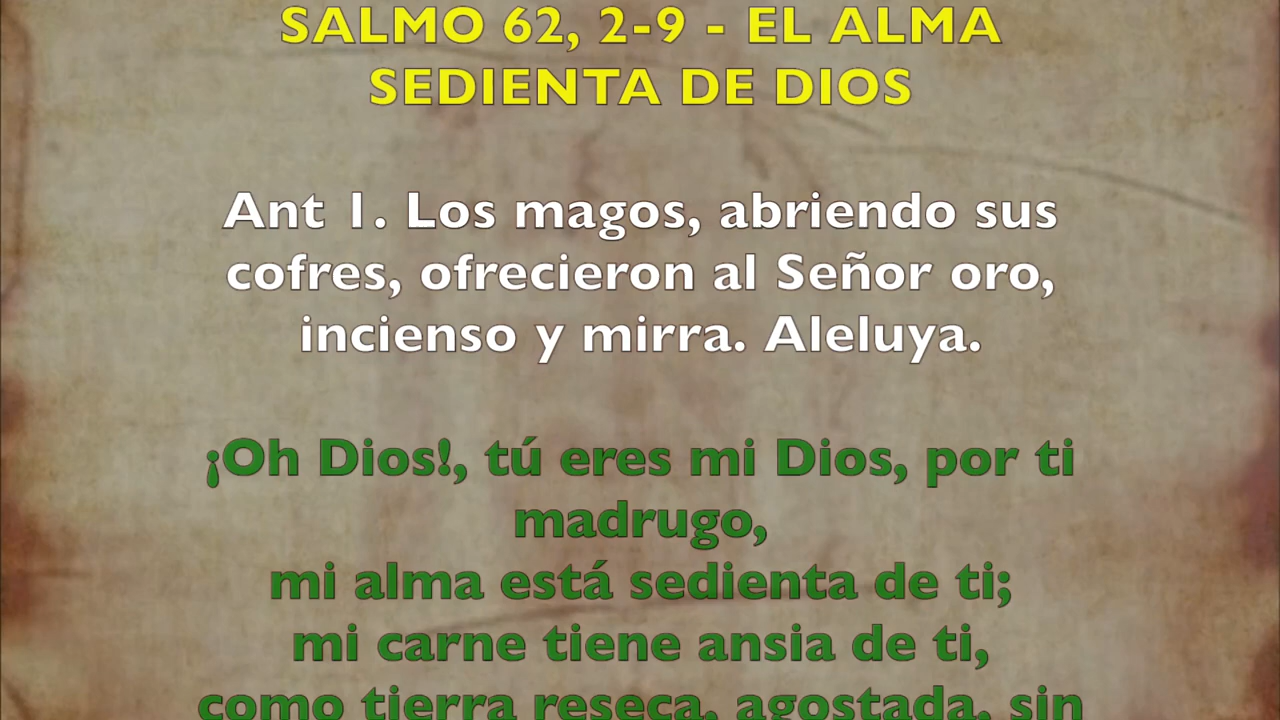 SALMO 62, 2-9 - EL ALMA
SEDIENTA DE DIOS
Ant 1. Los magos, abriendo sus
cofres, ofrecieron al Señor oro,
incienso y mirra. Aleluya.
¡Oh Dios!, tú eres mi Dios, por ti
madrugo,
mi alma está sedienta de ti;
mi carne tiene ansia de ti,
como tierra reseca, agostada, sin